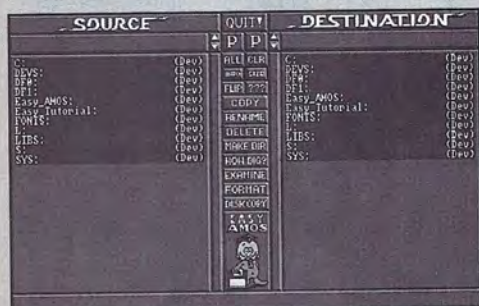 SOURCE
QUIT
DESTINATION
P P
ALL CLR
FLIP ???
COPY
RENAME
DELETE
MAKE DIR
HOW BIG?
EXAMINE
FORMAT
DISKCOPY
EASY
AMOS
C: (Dev)
DEVS: (Dev)
DF0: (Dev)
DF1: (Dev)
Easy_AMOS: (Dev)
Easy_Tutorial: (Dev)
FONTS: (Dev)
L: (Dev)
LIBS: (Dev)
S: (Dev)
SYS: (Dev)
C: (Dev)
DEVS: (Dev)
DF0: (Dev)
DF1: (Dev)
Easy_AMOS: (Dev)
Easy_Tutorial: (Dev)
FONTS: (Dev)
L: (Dev)
LIBS: (Dev)
S: (Dev)
SYS: (Dev)